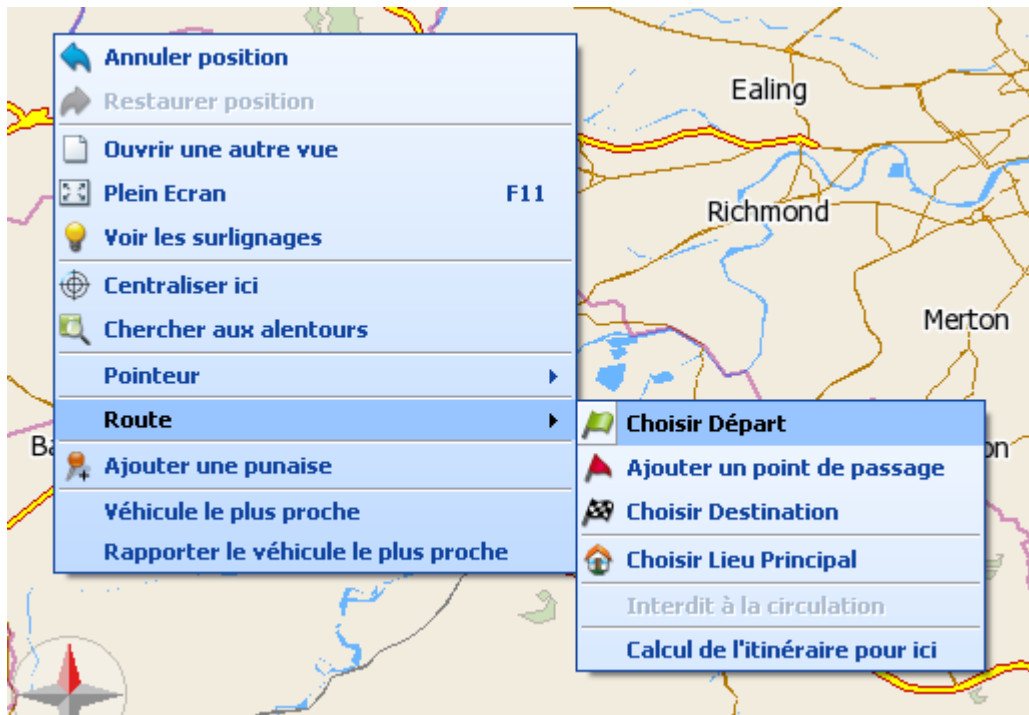 Annuler position
Restaurer position
Ouvrir une autre vue
Plein Ecran F11
Voir les surlignages
Centraliser ici
Chercher aux alentours
Pointeur
Route
Ajouter une punaise
Véhicule le plus proche
Rapporter le véhicule le plus proche
Choisir Départ
Ajouter un point de passage
Choisir Destination
Choisir Lieu Principal
Interdit à la circulation
Calcul de l'itinéraire pour ici
Ealing
Richmond
Merton